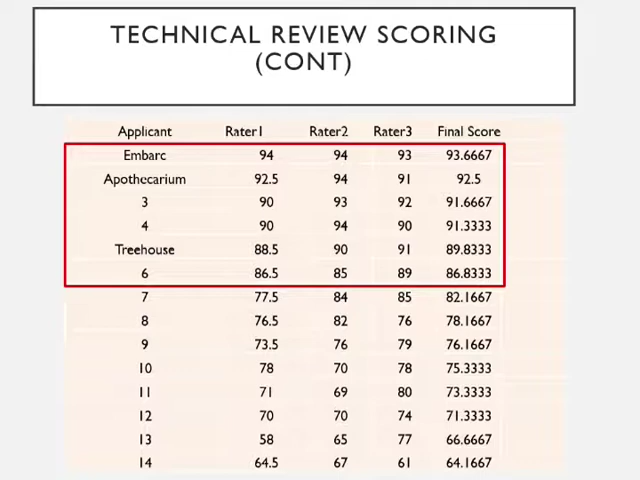 TECHNICAL REVIEW SCORING
(CONT)
Applicant Rater1 Rater2 Rater3 Final Score
Embarc 94 94 93 93.6667
Apothecarium 92.5 94 91 92.5
3 90 93 92 91.6667
4 90 94 90 91.3333
Treehouse 88.5 90 91 89.8333
6 86.5 85 89 86.8333
7 77.5 84 85 82.1667
8 76.5 82 76 78.1667
9 73.5 76 79 76.1667
10 78 70 78 75.3333
11 71 69 80 73.3333
12 70 70 74 71.3333
13 58 65 77 66.6667
14 64.5 67 61 64.1667